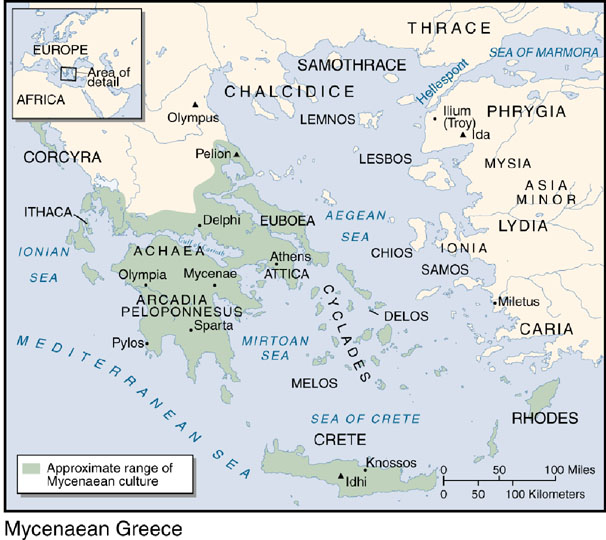 THRACE
SEA OF MARMORA
EUROPE
Area of
detail
AFRICA
SAMOTHRACE
Hellespont
CHALCIDICE
LEMNOS
Olympus
Ilium
(Troy)
PHRYGIA
Ida
Pelion
CORCYRA
LESBOS
MYSIA
ASIA
MINOR
ITHACA
Delphi
EUBOEA
AEGEAN
SEA
LYDIA
IONIAN
SEA
ACHAEA
Gulf of Corinth
Athens
ATTICA
CHIOS
IONIA
SAMOS
Olympia
Mycenae
ARCADIA
PELOPONNESUS
Sparta
Pylos
CYCLADES
DELOS
Miletus
CARIA
MIRTOAN
SEA
MEDITERRANEAN SEA
MELOS
RHODES
SEA OF CRETE
CRETE
Knossos
Idhi
Approximate range of
Mycenaean culture
0 50 100 Miles
0 50 100 Kilometers
Mycenaean Greece